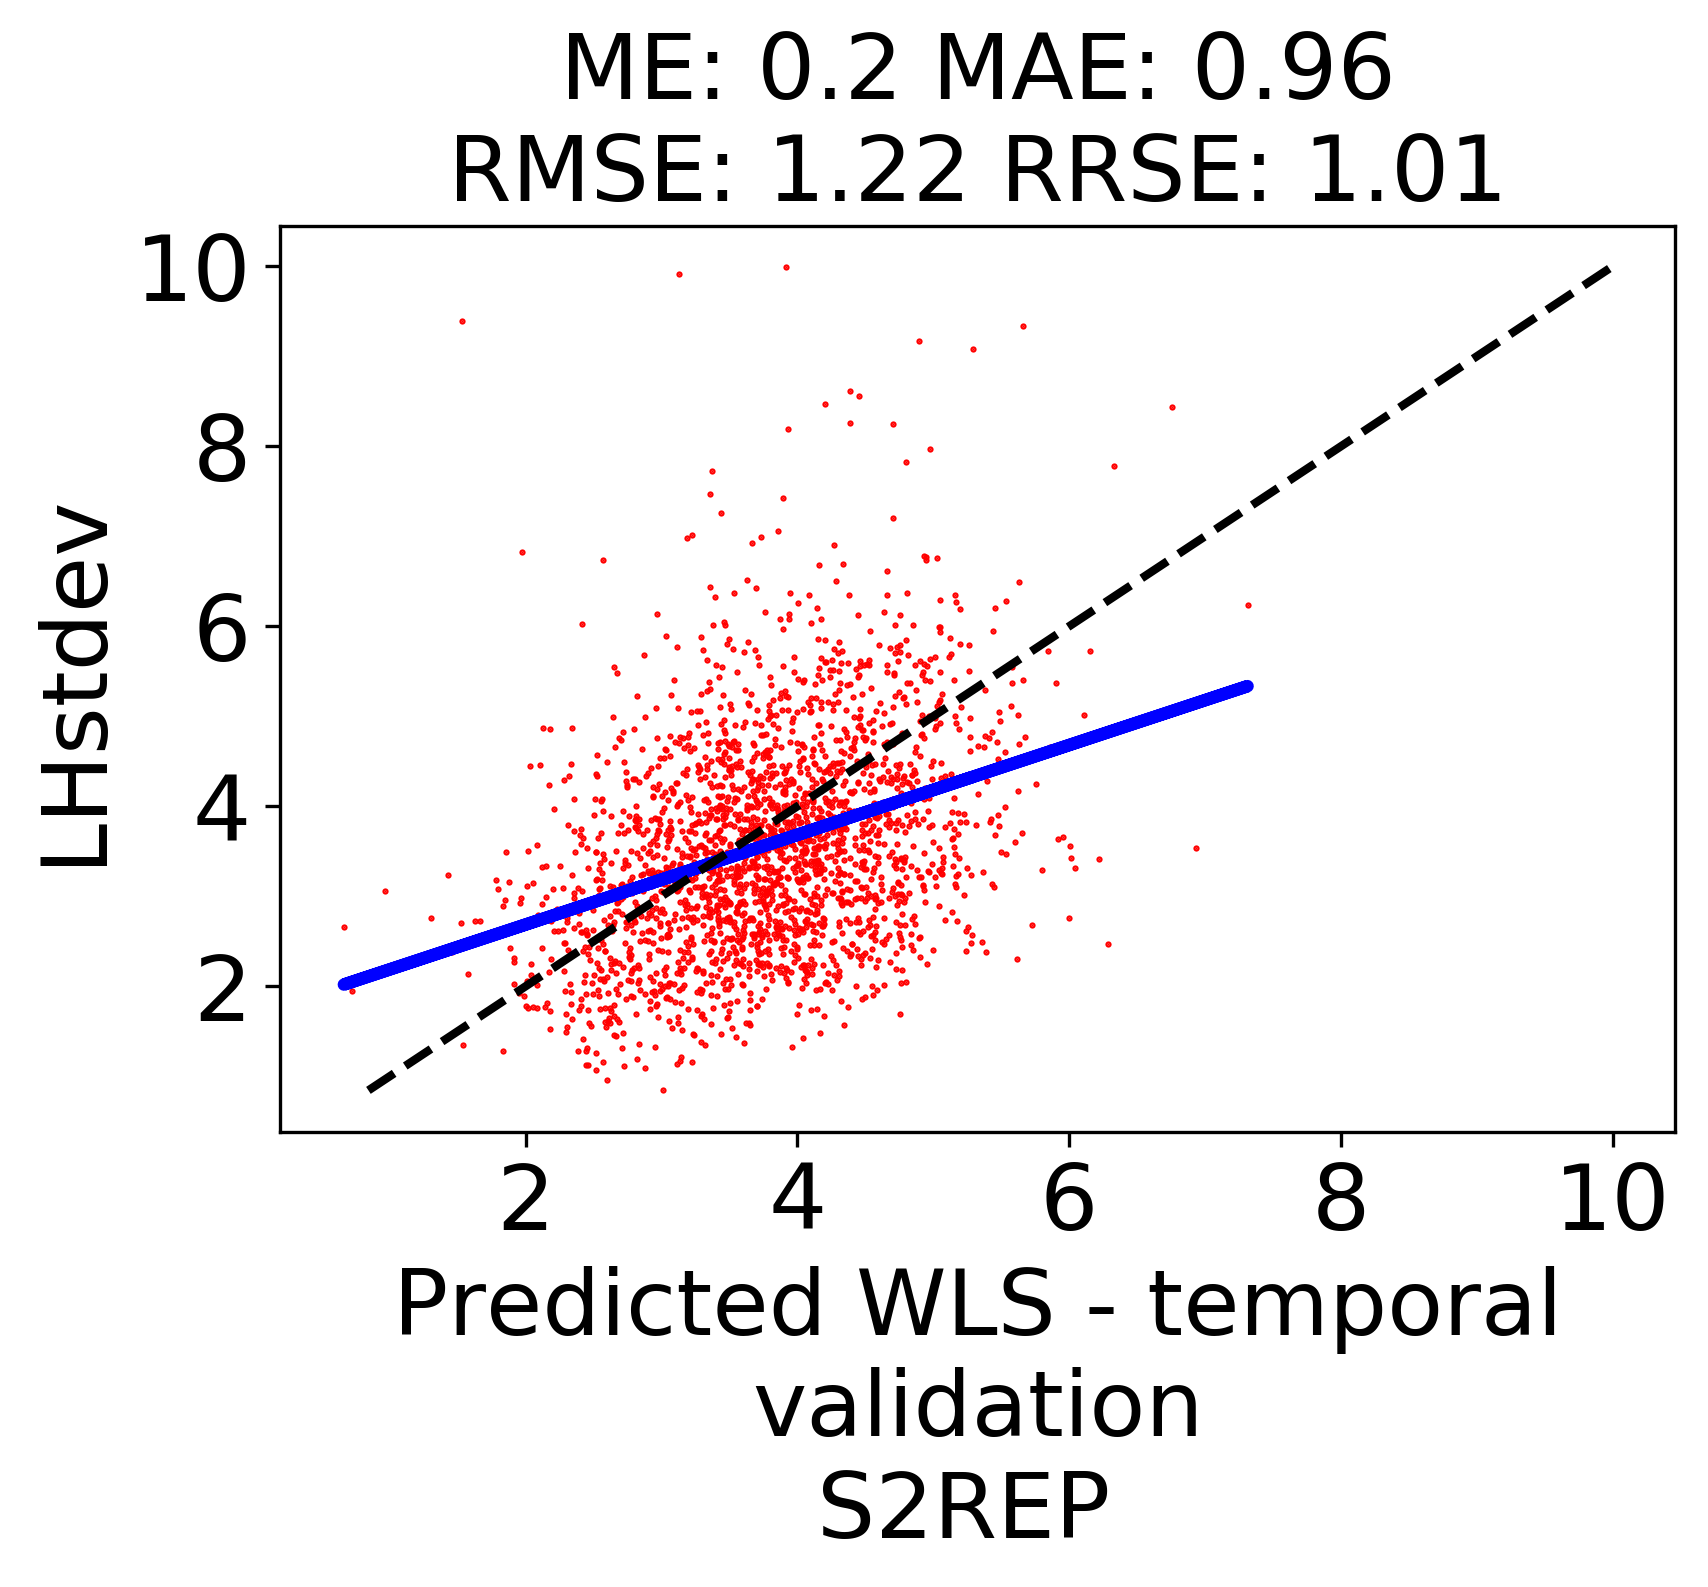 ME: 0.2 MAE: 0.96
RMSE: 1.22 RRSE: 1.01
10
8
6
4
2
LHstdev
2 4 6 8 10
Predicted WLS - temporal
validation
S2REP